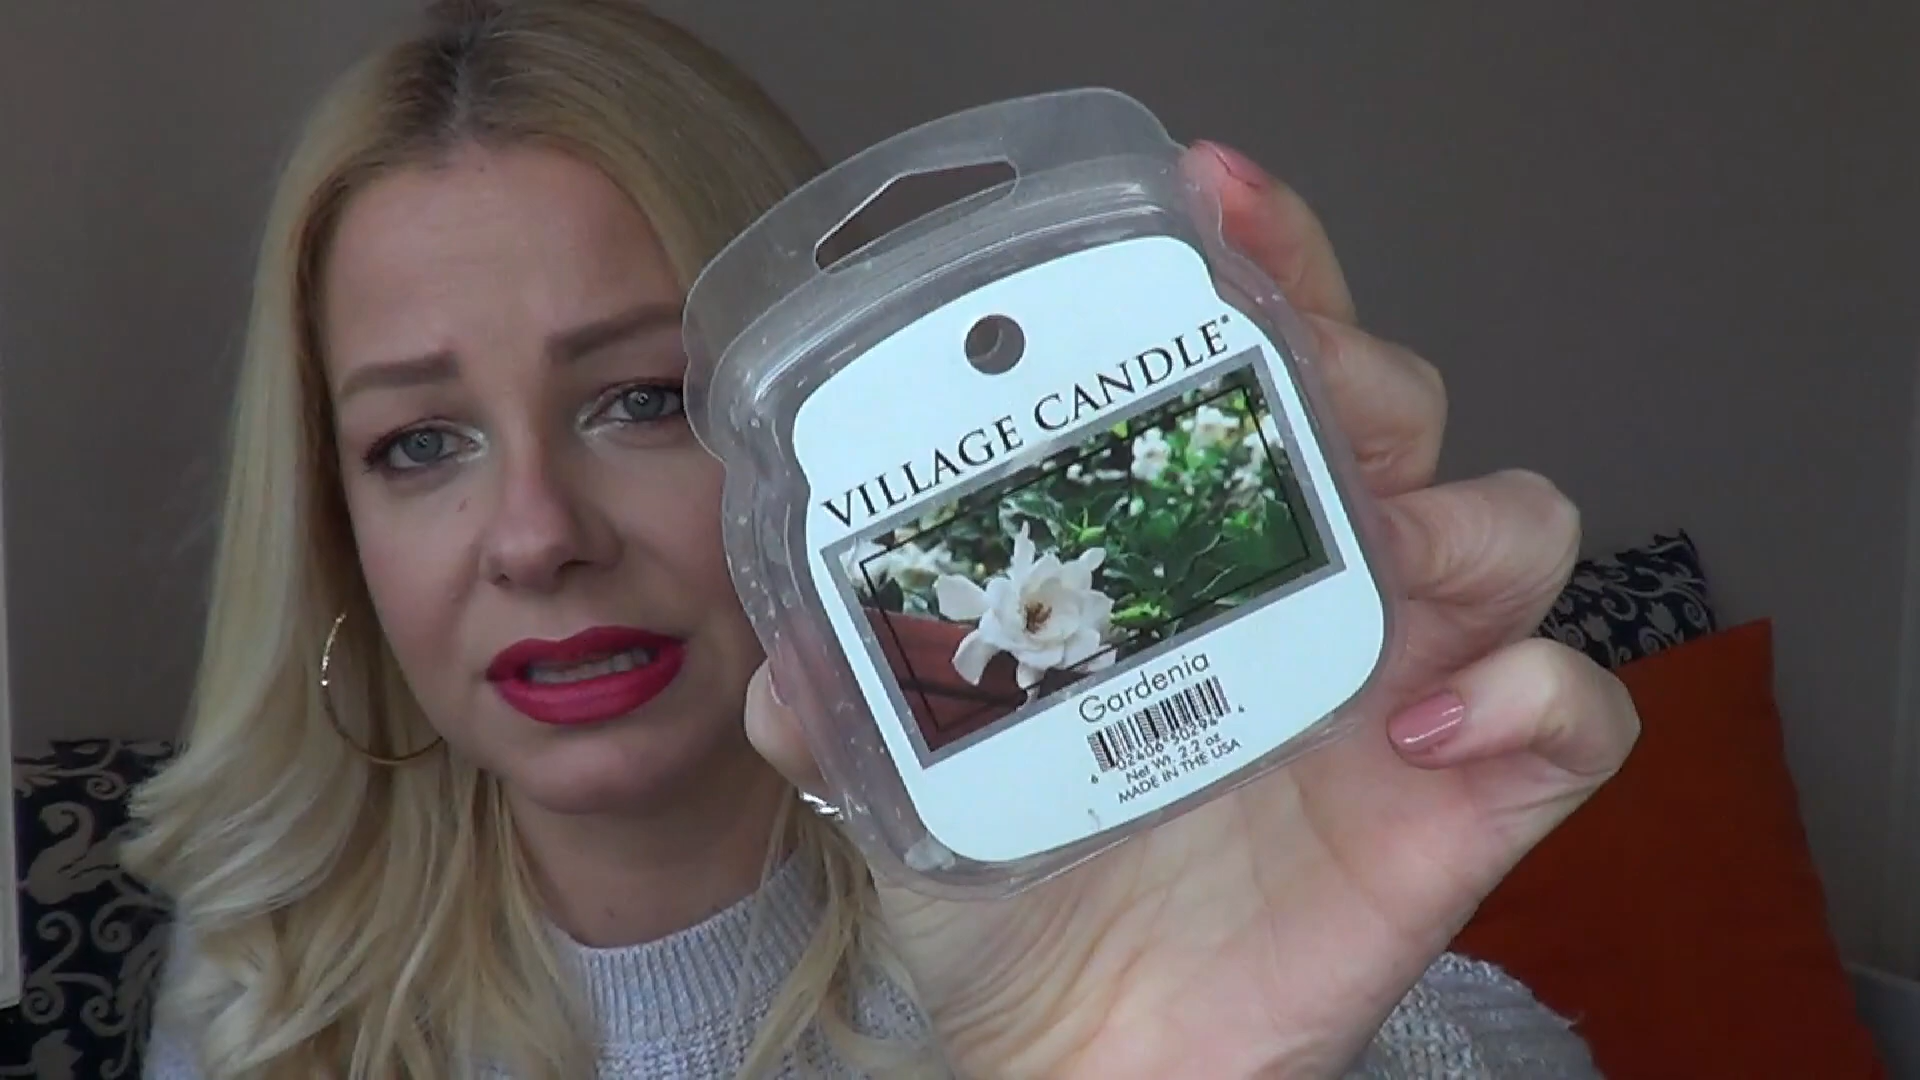 VILLAGE CANDLE®
Gardenia
Net Wt. 2.2 oz
MADE IN THE USA